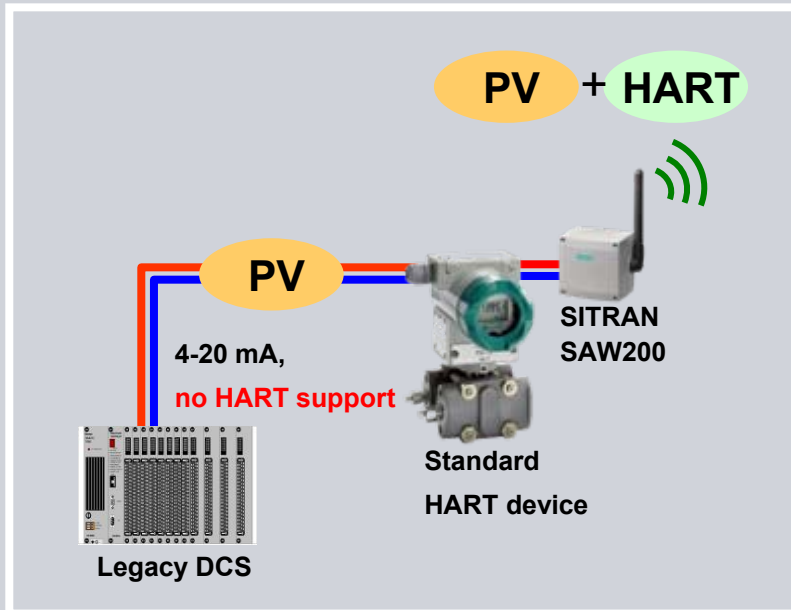 PV + HART
PV
4-20 mA,
no HART support
SITRAN
SAW200
Standard
HART device
Legacy DCS